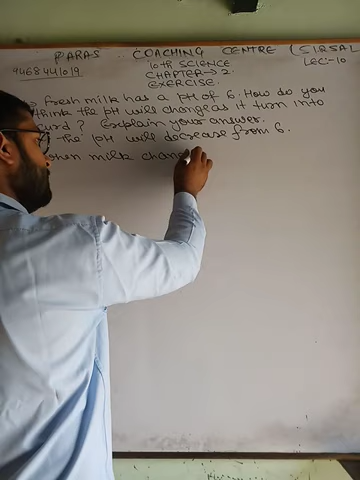 PARAS COACHING CENTRE (SIRSAL
10th SCIENCE LEC:-10
9468441019 CHAPTER→2.
EXERCISE.
→ Fresh milk has a pH of 6. How do you
think the pH will change as it turn into
curd? Explain your answer.
the pH will decrease from 6.
when milk chan